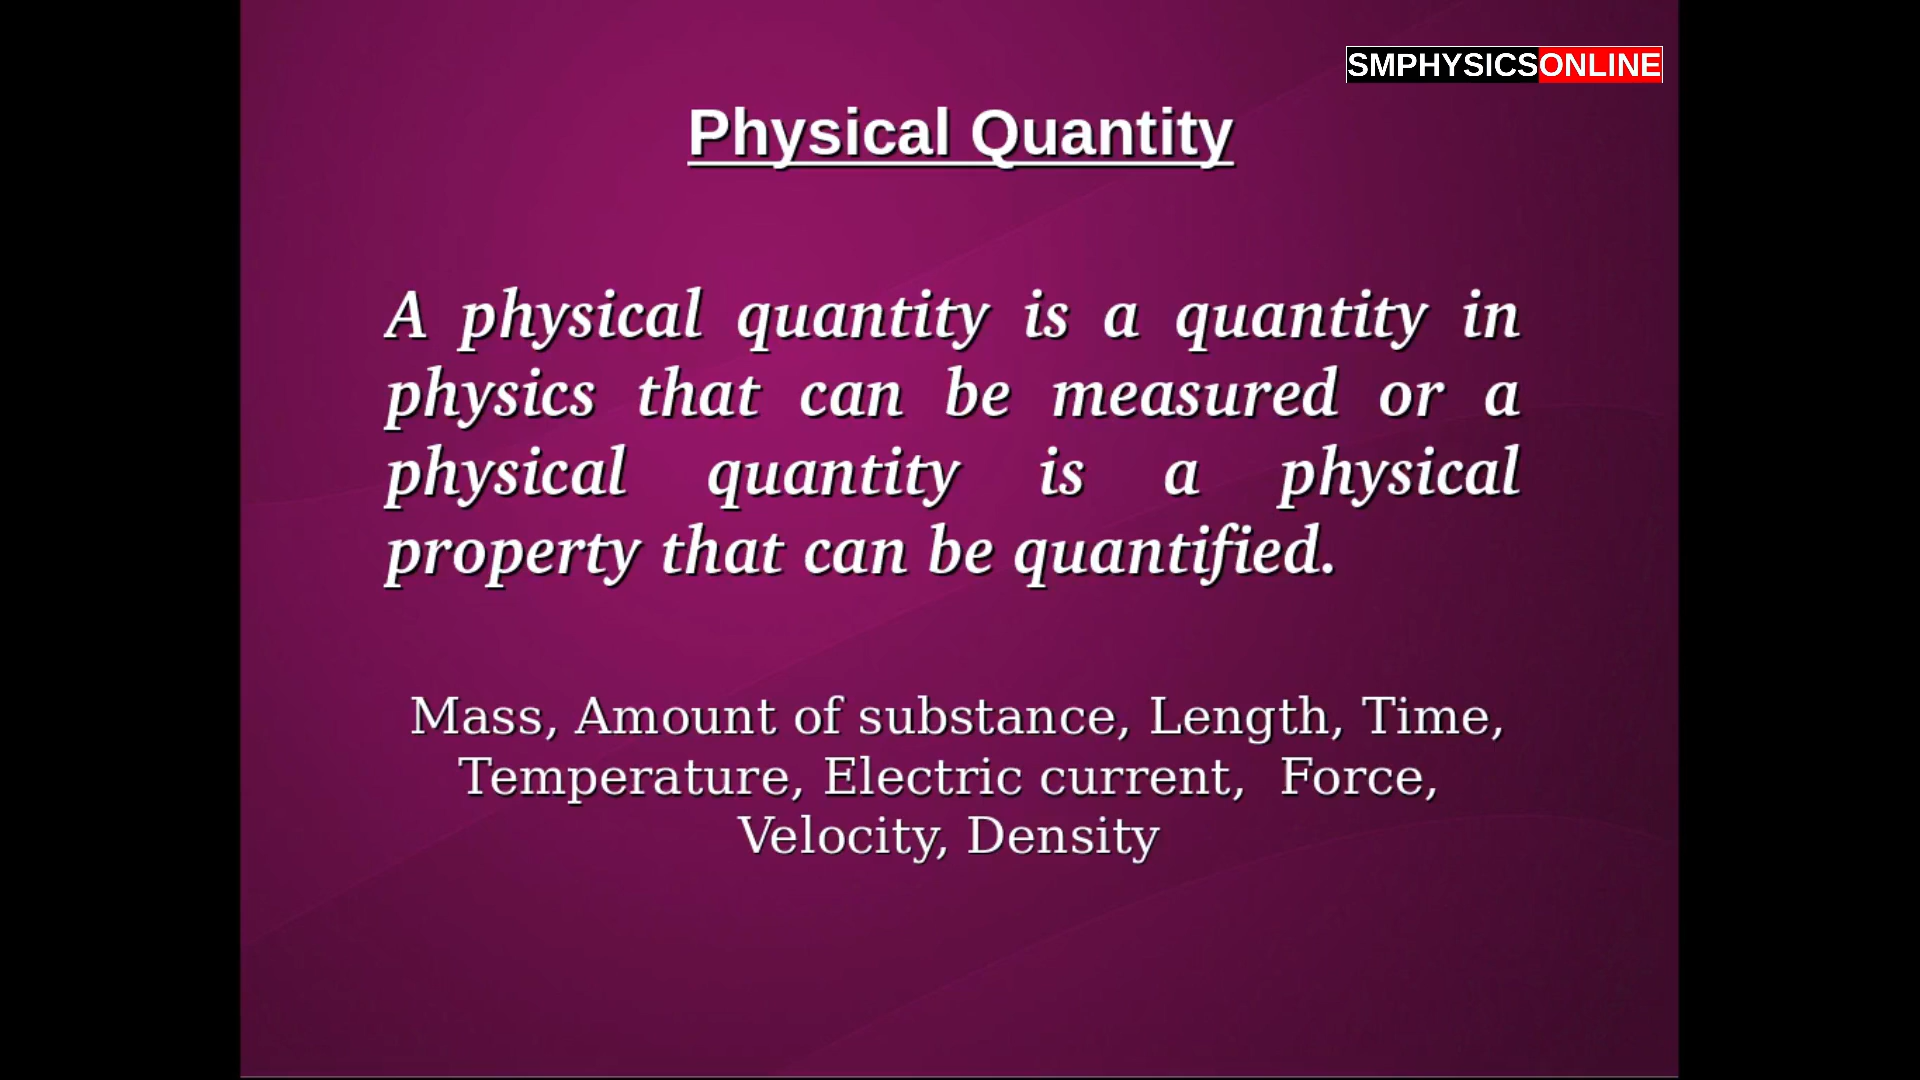 SMPHYSICSONLINE
Physical Quantity
A physical quantity is a quantity in
physics that can be measured or a
physical quantity is a physical
property that can be quantified.
Mass, Amount of substance, Length, Time,
Temperature, Electric current,  Force,
Velocity, Density